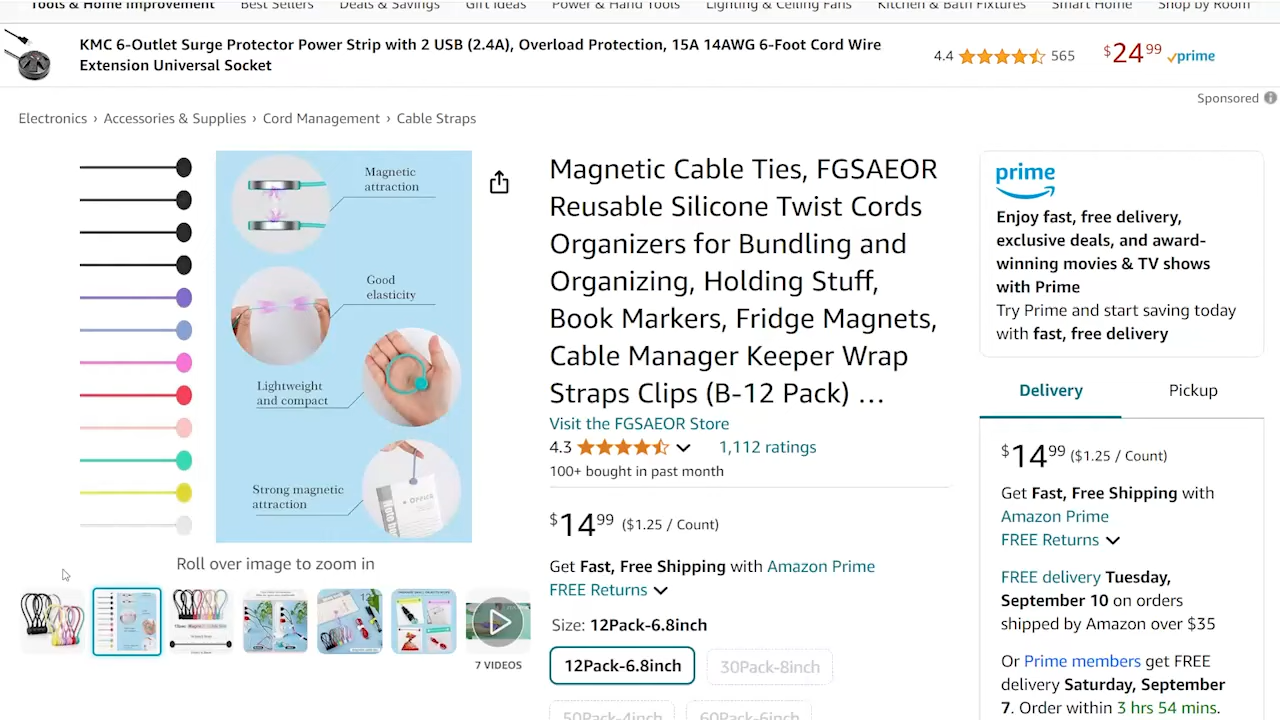 Tools & Home Improvement Best Sellers Deals & Savings Gift Ideas Power & Hand Tools Lighting & Ceiling Fans Kitchen & Bath Fixtures Smart Home Shop by Room
KMC 6-Outlet Surge Protector Power Strip with 2 USB (2.4A), Overload Protection, 15A 14AWG 6-Foot Cord Wire
Extension Universal Socket
4.4 565 $24.99 prime
Sponsored
Electronics › Accessories & Supplies › Cord Management › Cable Straps
Magnetic
attraction
Good
elasticity
Lightweight
and compact
Strong magnetic
attraction
OFFICE
Roll over image to zoom in
7 VIDEOS
Magnetic Cable Ties, FGSAEOR
Reusable Silicone Twist Cords
Organizers for Bundling and
Organizing, Holding Stuff,
Book Markers, Fridge Magnets,
Cable Manager Keeper Wrap
Straps Clips (B-12 Pack) …
Visit the FGSAEOR Store
4.3 1,112 ratings
100+ bought in past month
$14.99 ($1.25 / Count)
Get Fast, Free Shipping with Amazon Prime
FREE Returns
Size: 12Pack-6.8inch
12Pack-6.8inch 30Pack-8inch
50Pack-4inch 60Pack-6inch
prime
Enjoy fast, free delivery,
exclusive deals, and award-
winning movies & TV shows
with Prime
Try Prime and start saving today
with fast, free delivery
Delivery Pickup
$14.99 ($1.25 / Count)
Get Fast, Free Shipping with
Amazon Prime
FREE Returns
FREE delivery Tuesday,
September 10 on orders
shipped by Amazon over $35
Or Prime members get FREE
delivery Saturday, September
7. Order within 3 hrs 54 mins.